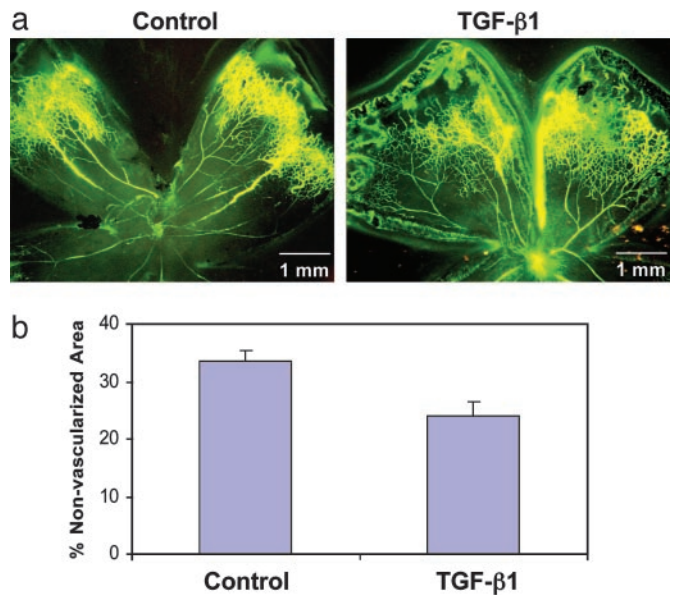 a
Control
TGF-β1
1 mm
1 mm
b
% Non-vascularized Area
40
30
20
10
0
Control
TGF-β1